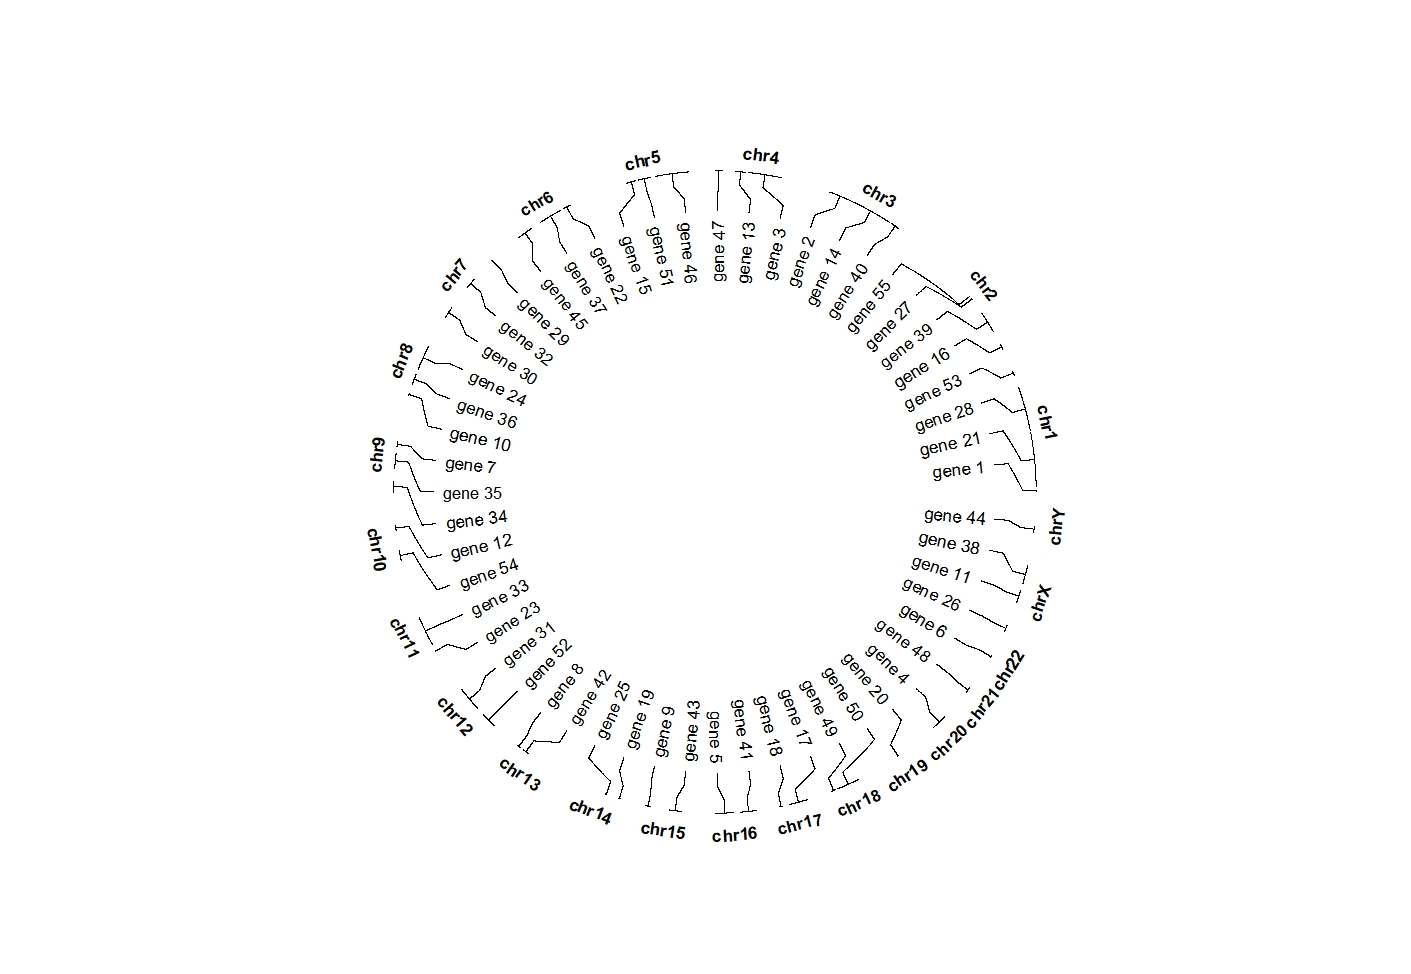 chr1
chr2
chr3
chr4
chr5
chr6
chr7
chr8
chr9
chr10
chr11
chr12
chr13
chr14
chr15
chr16
chr17
chr18
chr19
chr20
chr21
chr22
chrX
chrY
gene 1
gene 21
gene 28
gene 53
gene 16
gene 39
gene 27
gene 55
gene 40
gene 14
gene 2
gene 3
gene 13
gene 47
gene 46
gene 51
gene 15
gene 22
gene 37
gene 45
gene 29
gene 32
gene 30
gene 24
gene 36
gene 10
gene 7
gene 35
gene 34
gene 12
gene 54
gene 33
gene 23
gene 31
gene 52
gene 8
gene 42
gene 25
gene 19
gene 9
gene 43
gene 5
gene 41
gene 18
gene 17
gene 49
gene 50
gene 20
gene 4
gene 48
gene 6
gene 26
gene 11
gene 38
gene 44